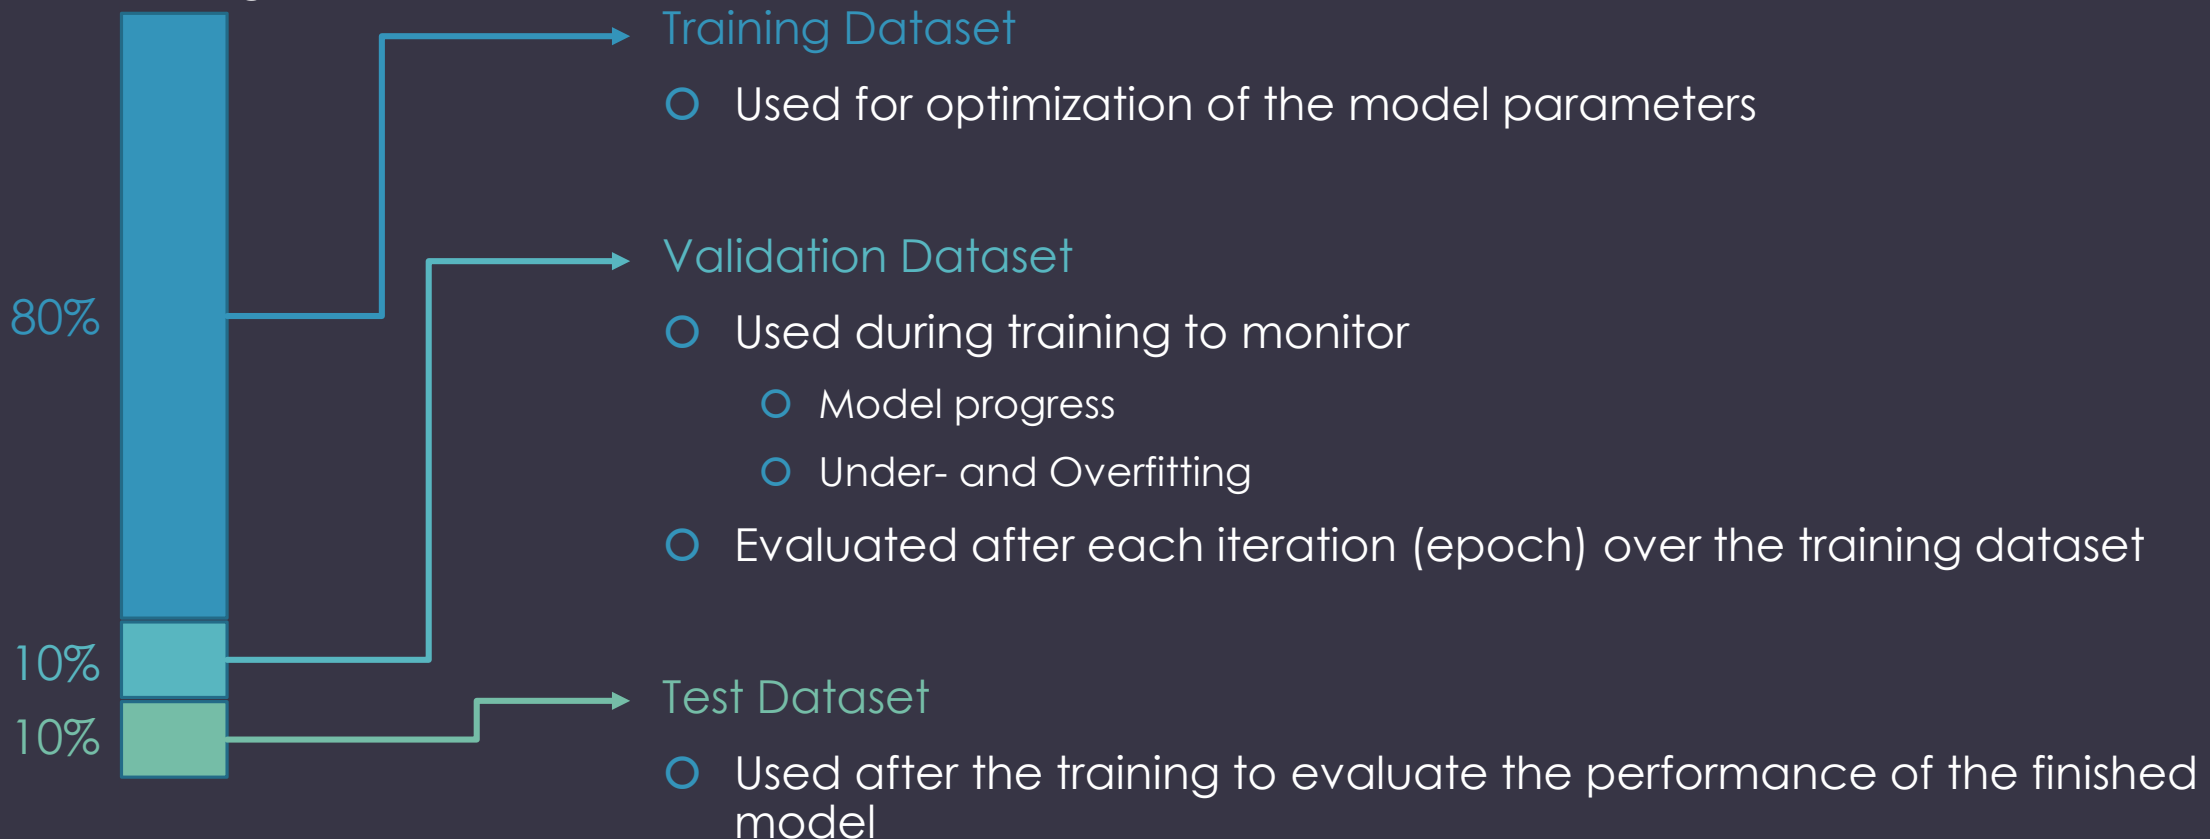 Training Dataset
Used for optimization of the model parameters
Validation Dataset
80%
Used during training to monitor
Model progress
Under- and Overfitting
Evaluated after each iteration (epoch) over the training dataset
10%
Test Dataset
10%
Used after the training to evaluate the performance of the finished
model